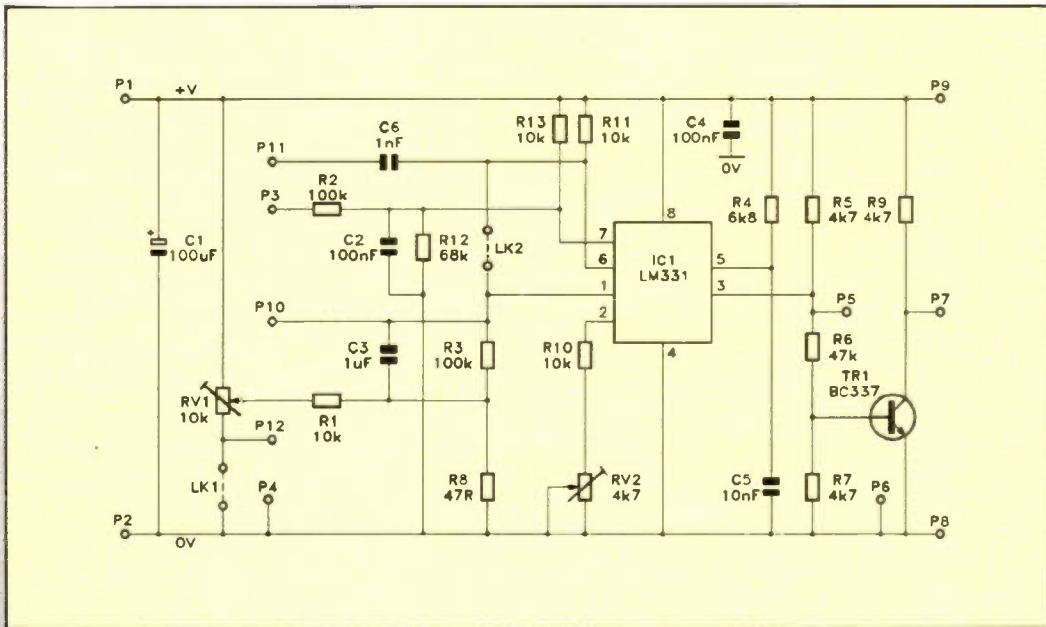 P1
+V
P9
C6
1nF
R13
10k
R11
10k
C4
100nF
0V
P11
R2
100k
P3
C1
100uF
+
C2
100nF
R12
68k
LK2
R4
6k8
R5
4k7
R9
4k7
8
7
6
1
2
5
3
4
IC1
LM331
P10
C3
1uF
R3
100k
R10
10k
P5
P7
R6
47k
TR1
BC337
RV1
10k
R1
10k
P12
LK1
P4
R8
47R
RV2
4k7
C5
10nF
R7
4k7
P6
P2
0V
P8